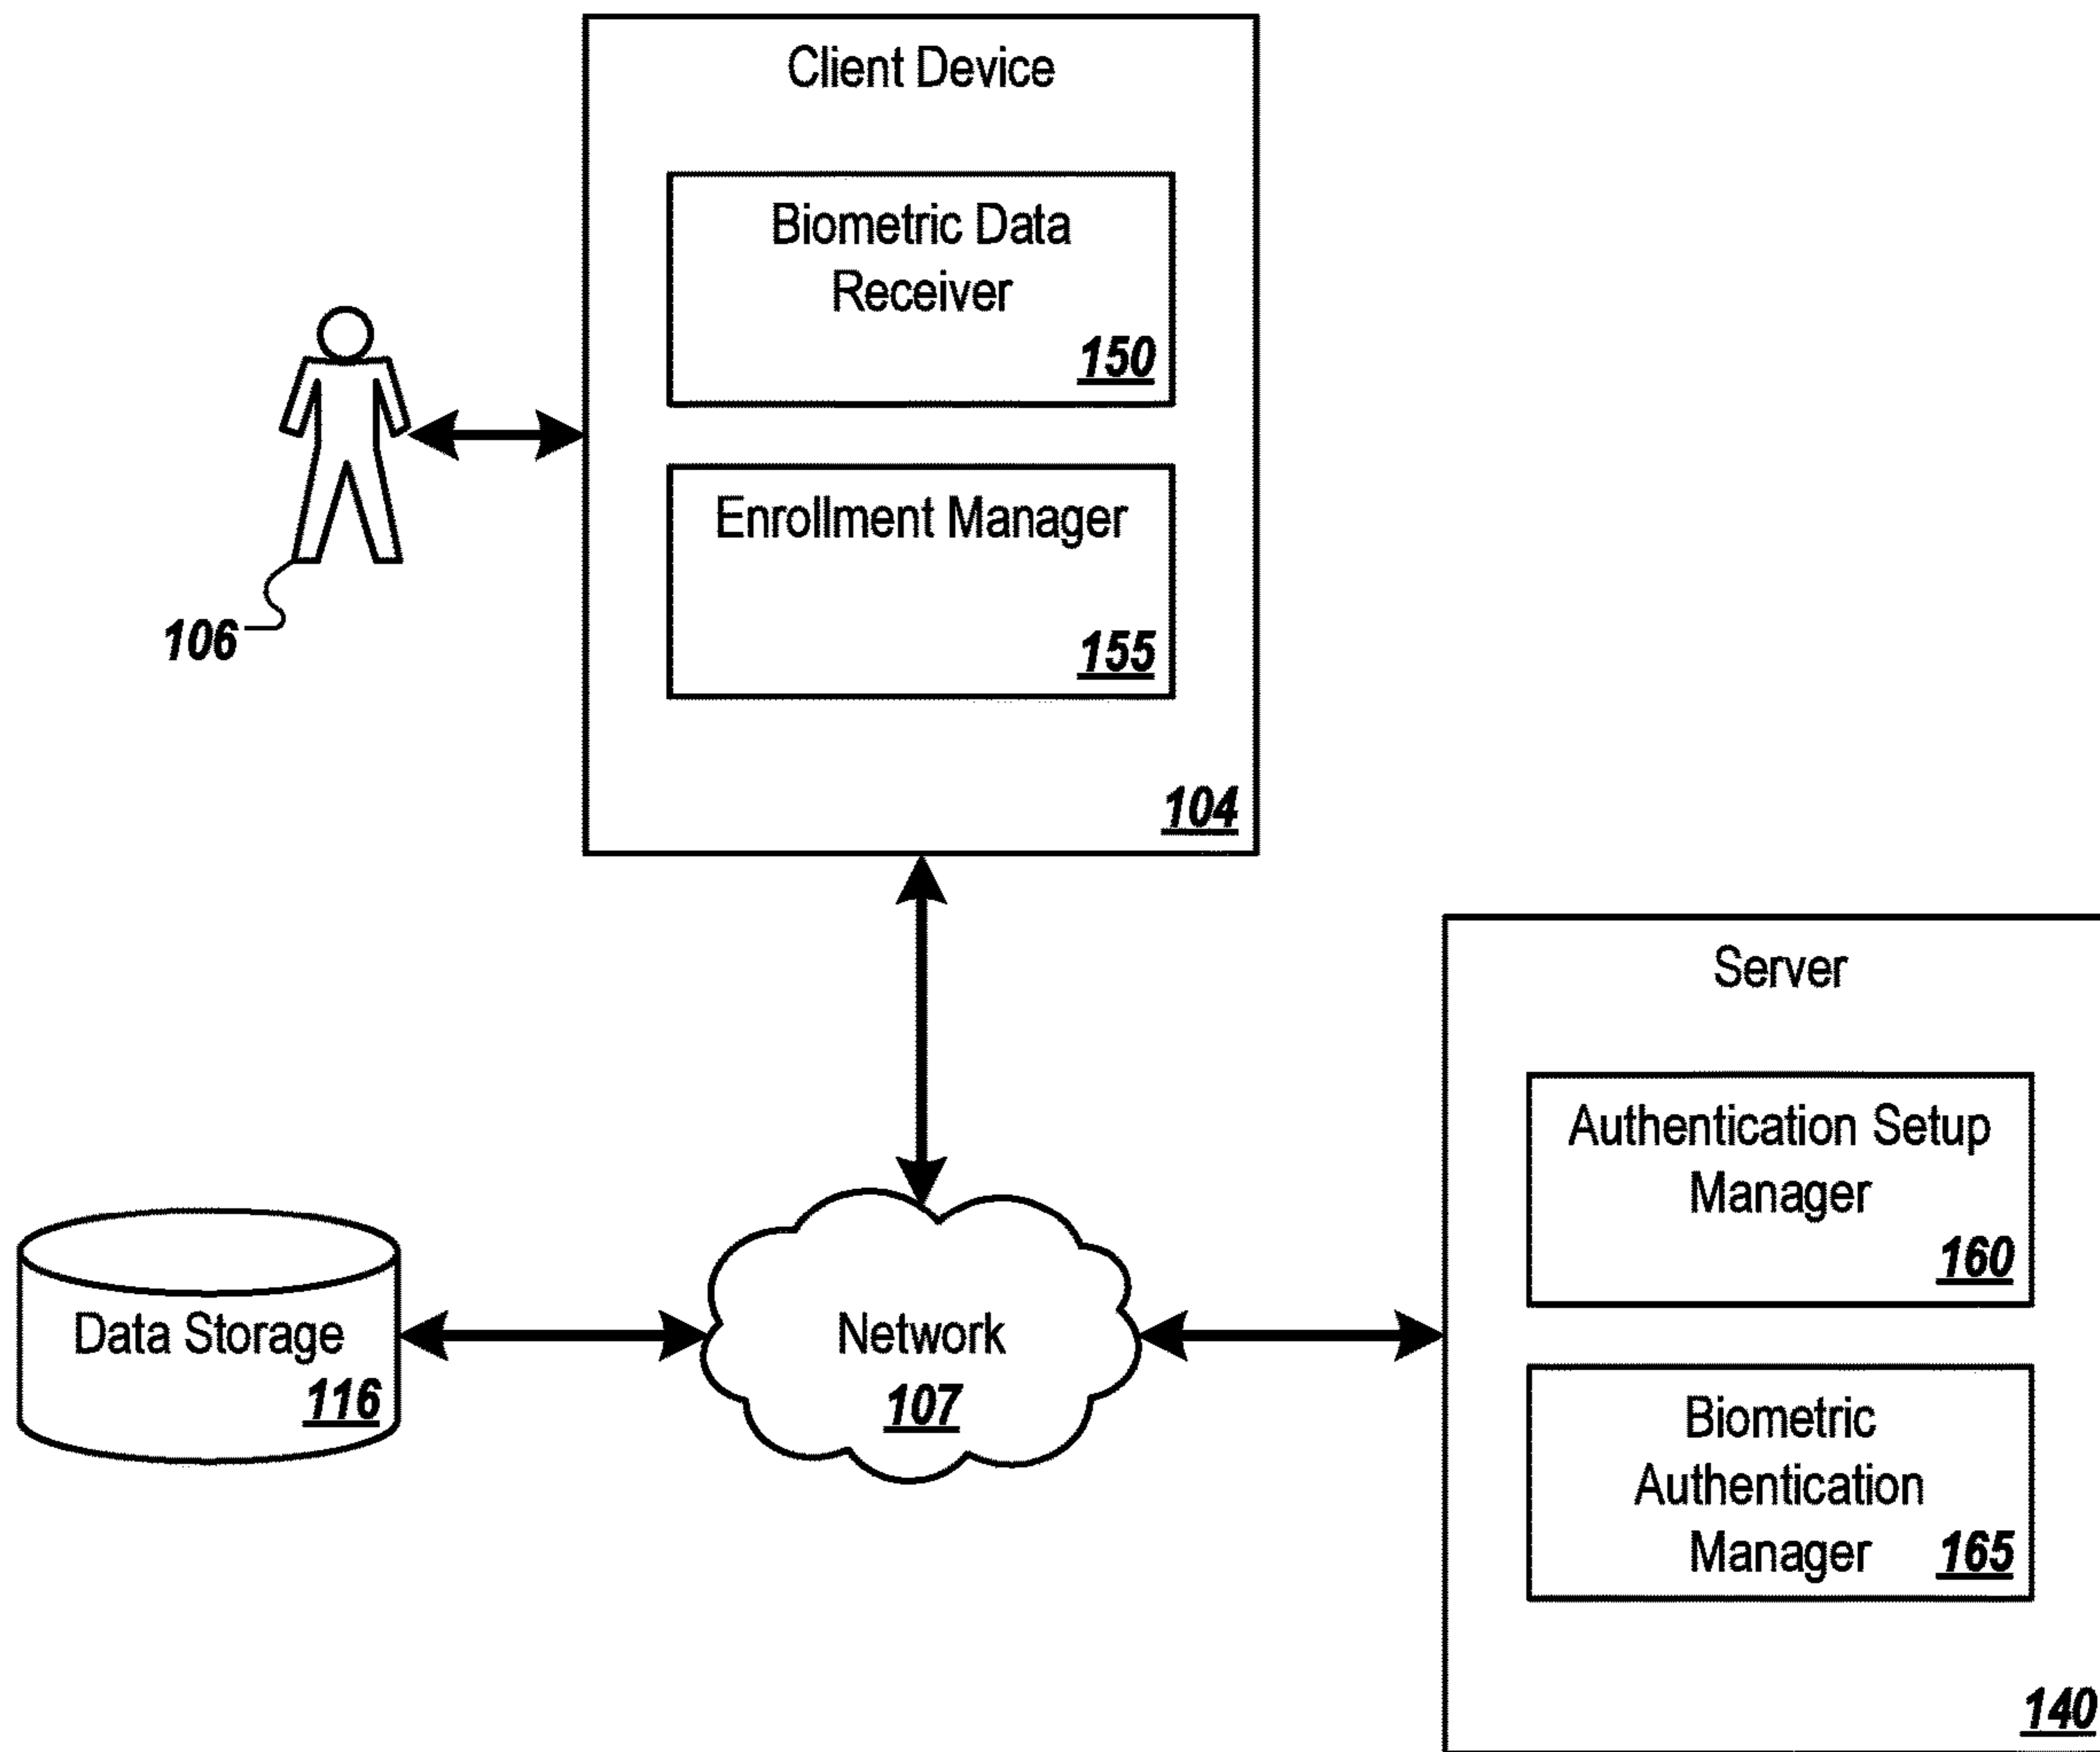 Client Device
Biometric Data
Receiver
150
Enrollment Manager
155
104
106
Server
Authentication Setup
Manager
160
Biometric
Authentication
Manager 165
140
Data Storage
116
Network
107